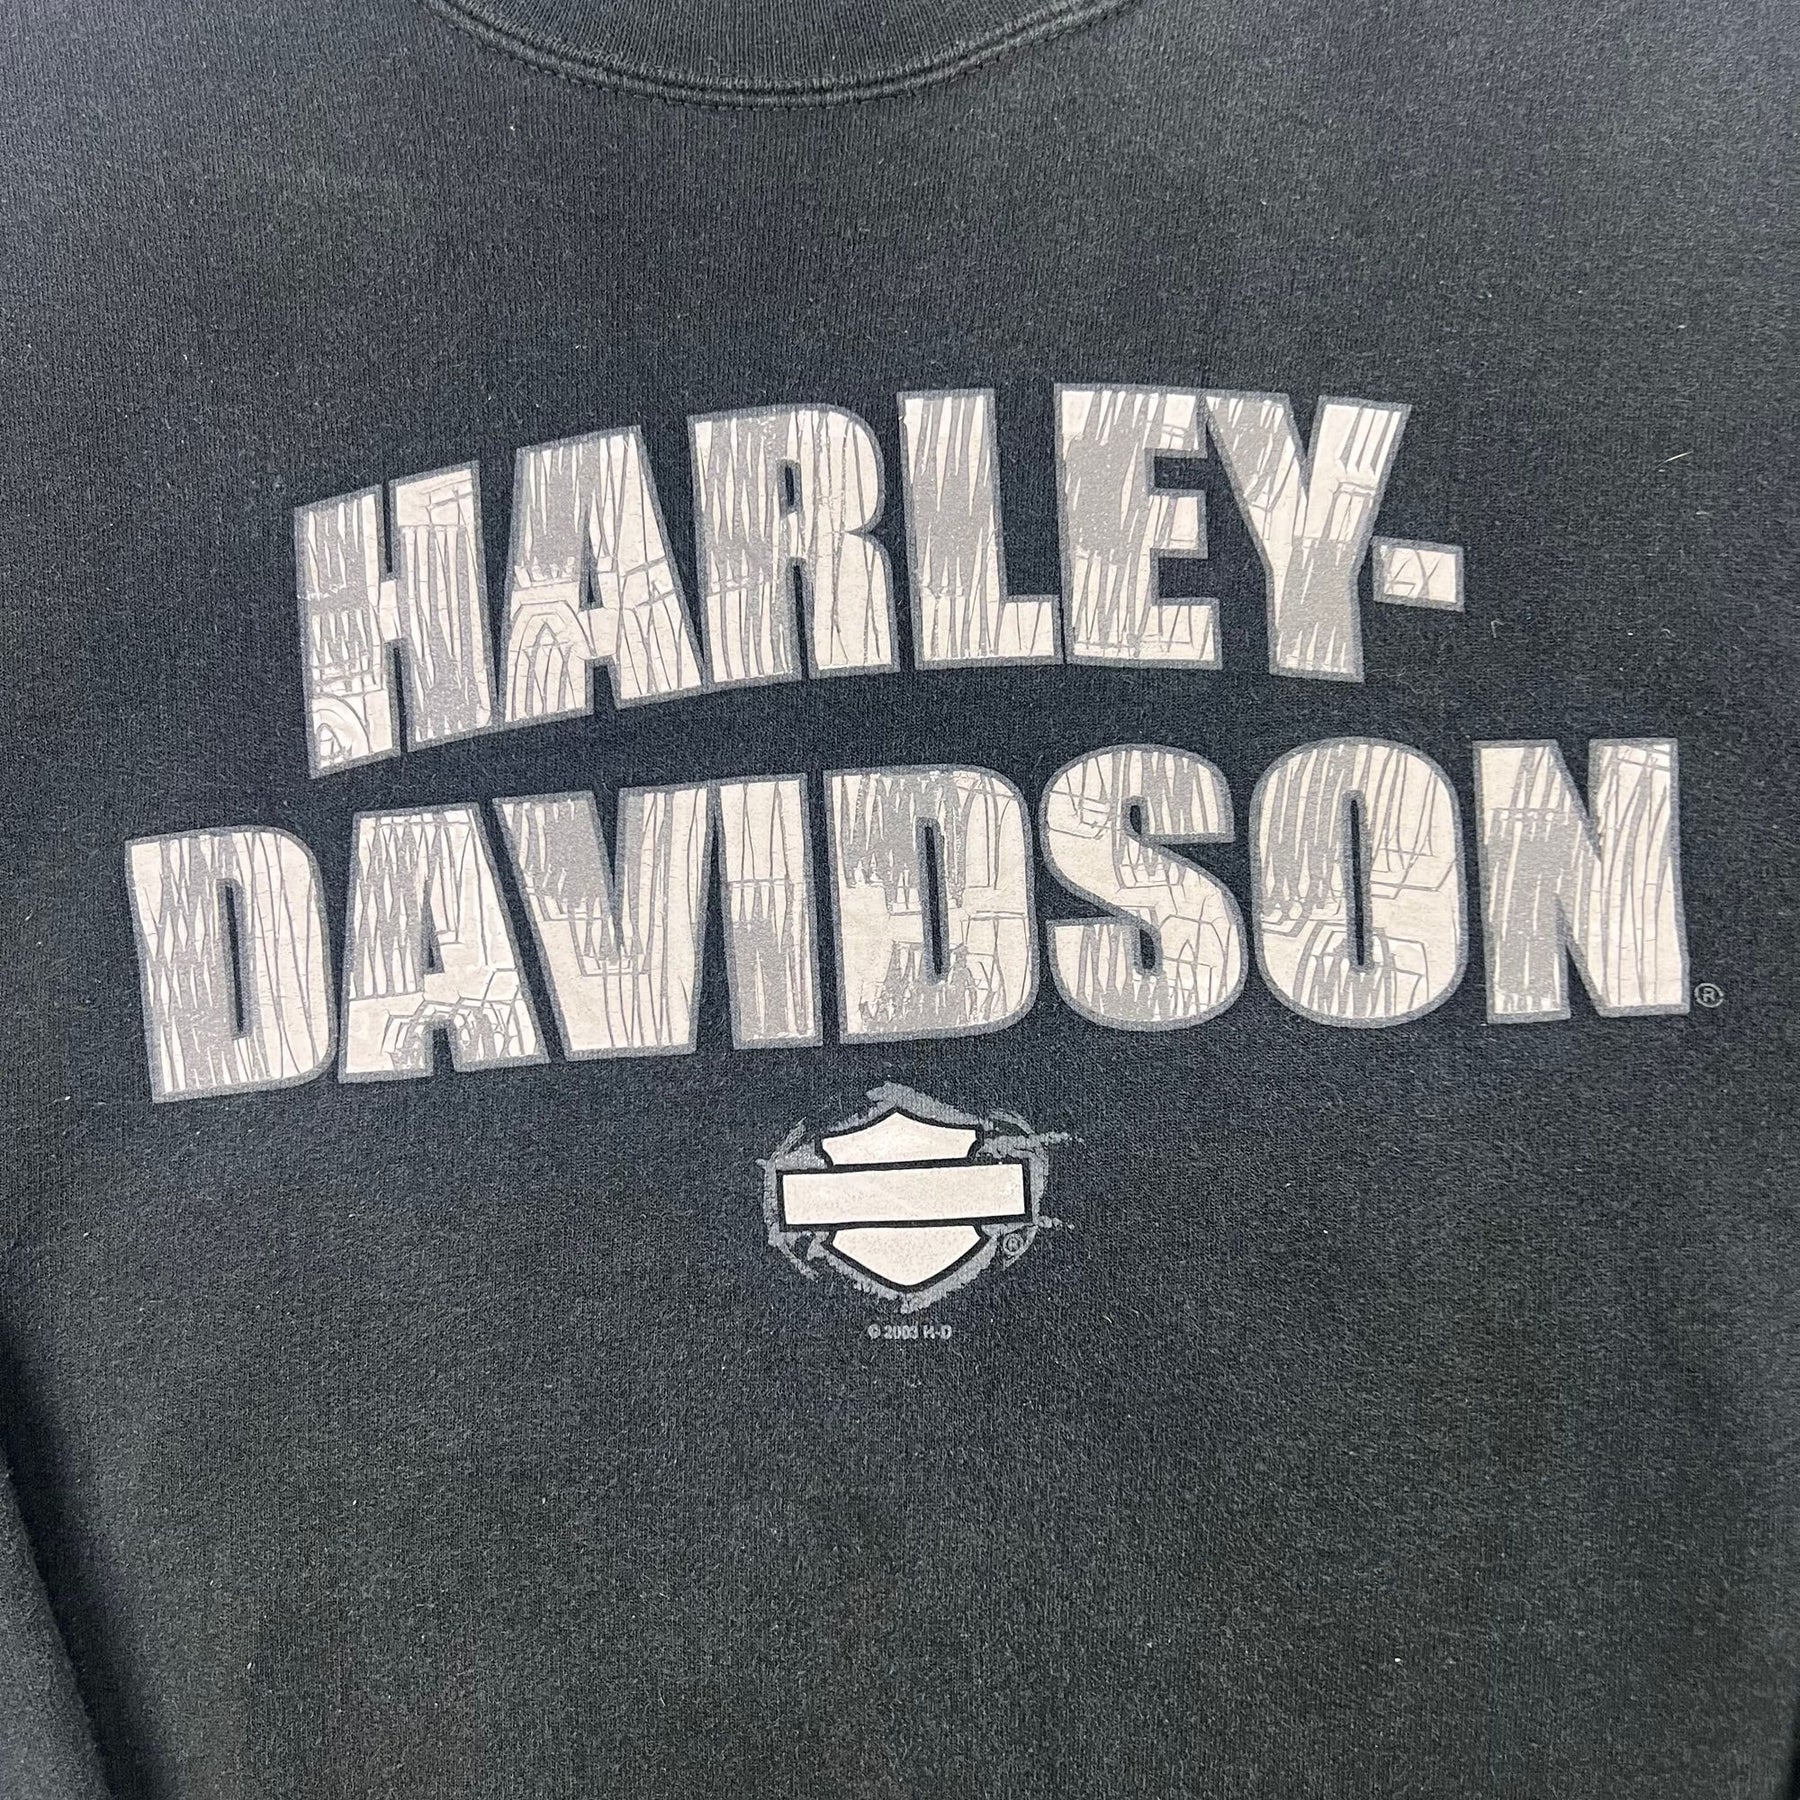 HARLEY-
DAVIDSON®
®
© 2003 H-D